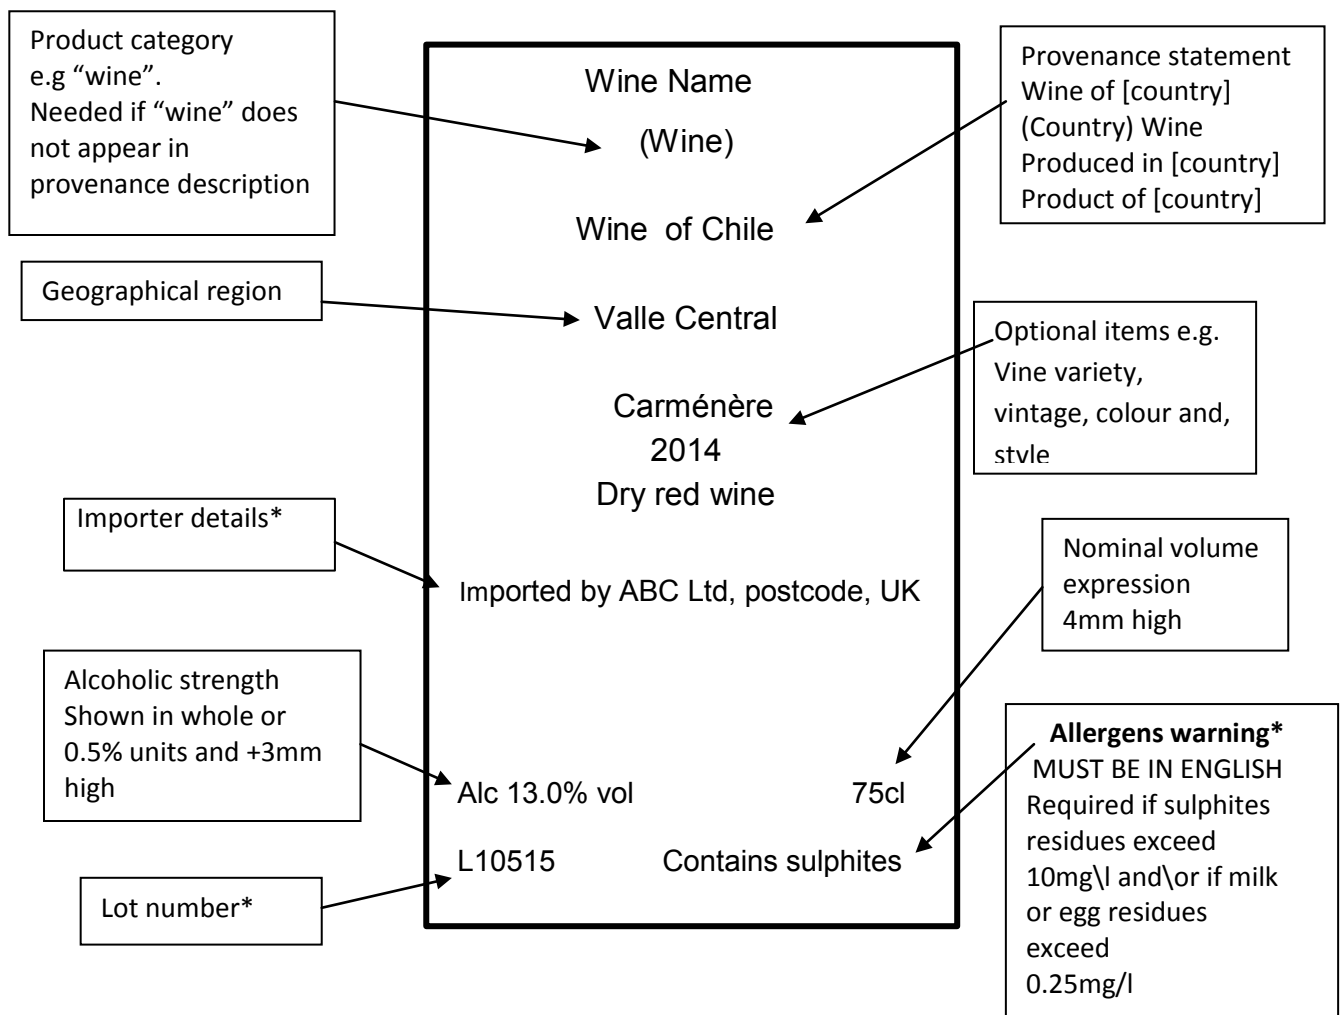 Product category
e.g “wine”.
Needed if “wine” does
not appear in
provenance description
Wine Name
(Wine)
Wine of Chile
Provenance statement
Wine of [country]
(Country) Wine
Produced in [country]
Product of [country]
Geographical region
Valle Central
Optional items e.g.
Vine variety,
vintage, colour and,
style
Carménère
2014
Dry red wine
Importer details*
Imported by ABC Ltd, postcode, UK
Nominal volume
expression
4mm high
Alcoholic strength
Shown in whole or
0.5% units and +3mm
high
Alc 13.0% vol
75cl
Allergens warning*
MUST BE IN ENGLISH
Required if sulphites
residues exceed
10mg\l and\or if milk
or egg residues
exceed
0.25mg/l
L10515
Contains sulphites
Lot number*